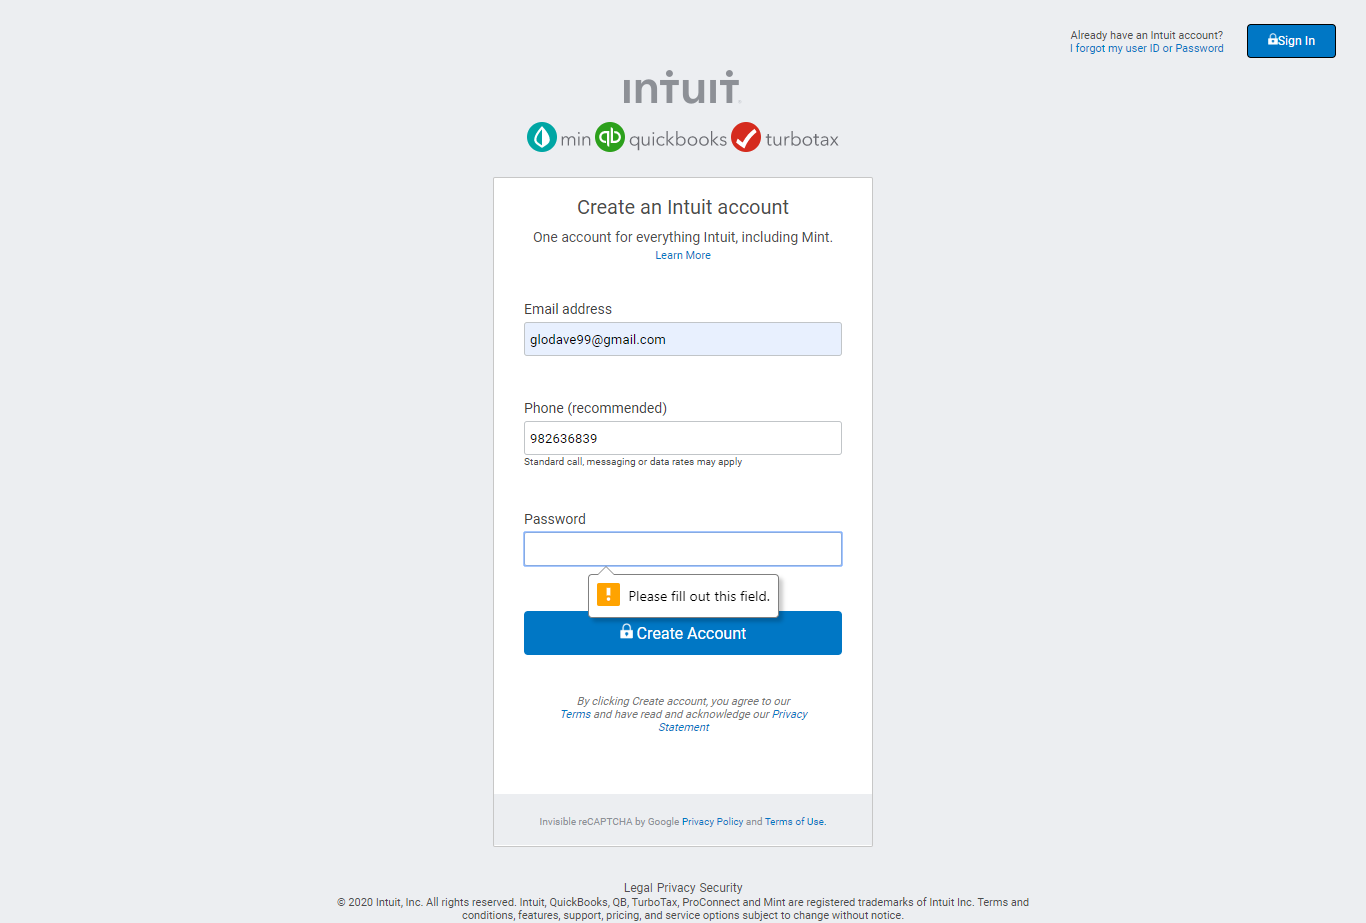 Already have an Intuit account?
I forgot my user ID or Password
Sign In
intuit
min quickbooks turbotax
Create an Intuit account
One account for everything Intuit, including Mint.
Learn More
Email address
glodave99@gmail.com
Phone (recommended)
982636839
Standard call, messaging or data rates may apply
Password
Please fill out this field.
Create Account
By clicking Create account, you agree to our
Terms and have read and acknowledge our Privacy
Statement
Invisible reCAPTCHA by Google Privacy Policy and Terms of Use.
Legal Privacy Security
© 2020 Intuit, Inc. All rights reserved. Intuit, QuickBooks, QB, TurboTax, ProConnect and Mint are registered trademarks of Intuit Inc. Terms and
conditions, features, support, pricing, and service options subject to change without notice.